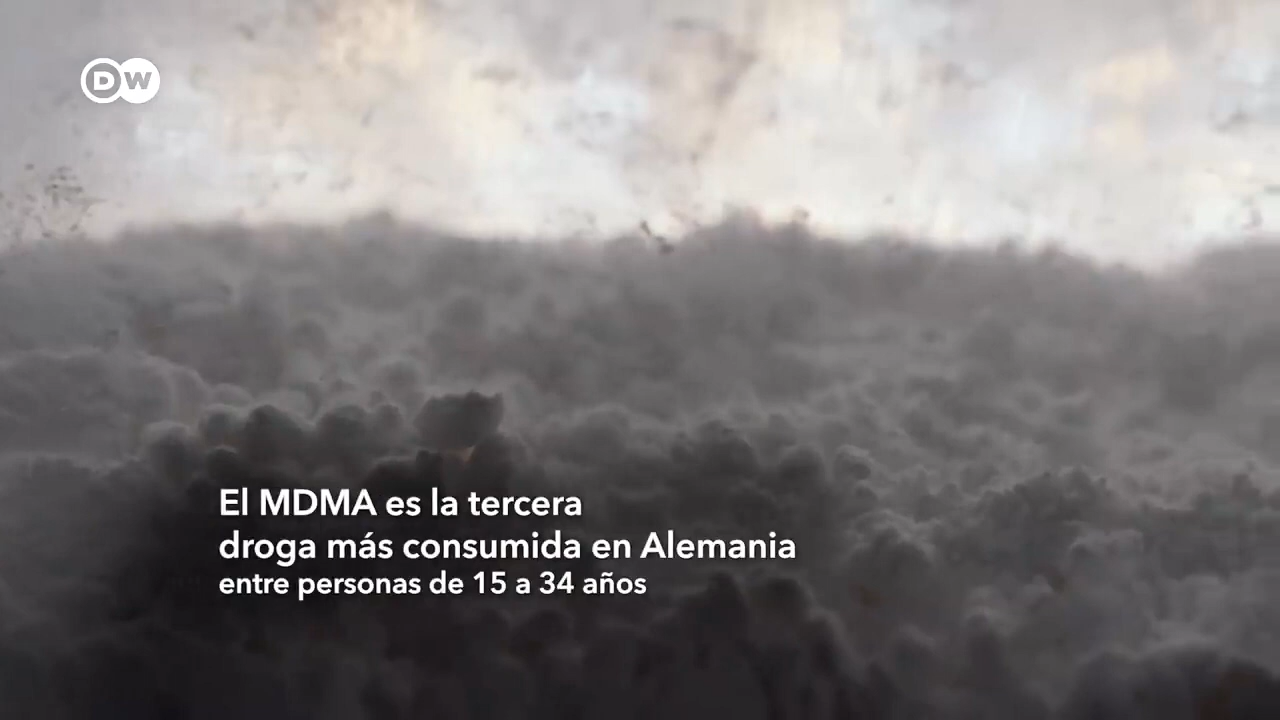 DW
El MDMA es la tercera
droga más consumida en Alemania
entre personas de 15 a 34 años